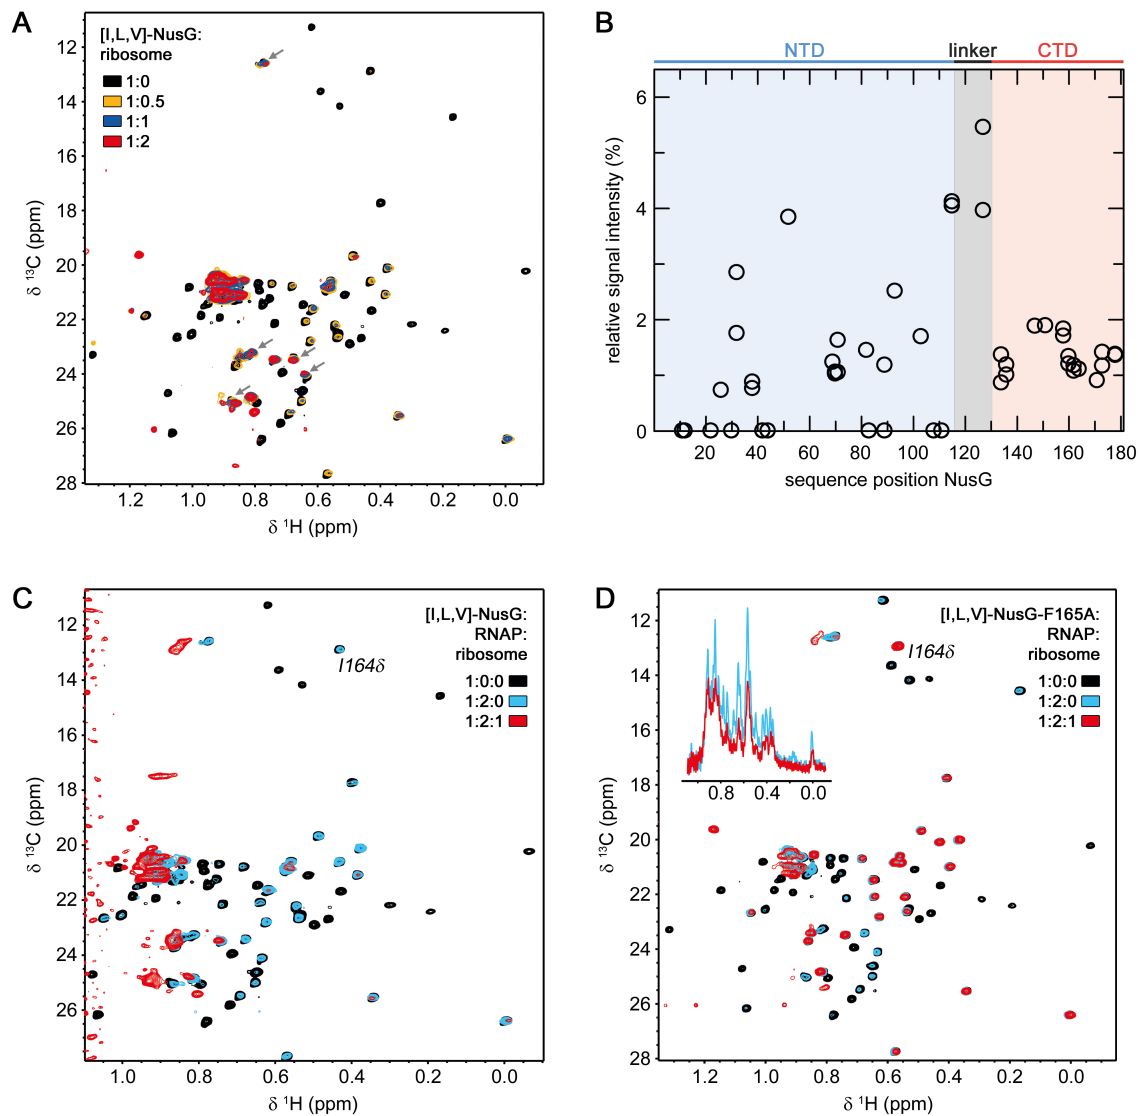 A
[I,L,V]-NusG:
ribosome
1:0
1:0.5
1:1
1:2
12
14
16
18
20
22
24
26
28
1.2 1.0 0.8 0.6 0.4 0.2 0.0
δ ¹H (ppm)
δ ¹³C (ppm)
B
NTD linker CTD
6
4
2
0
20 40 60 80 100 120 140 160 180
sequence position NusG
relative signal intensity (%)
C
[I,L,V]-NusG:
RNAP:
ribosome
1:0:0
1:2:0
1:2:1
I164δ
12
14
16
18
20
22
24
26
1.0 0.8 0.6 0.4 0.2 0.0
δ ¹H (ppm)
δ ¹³C (ppm)
D
[I,L,V]-NusG-F165A:
RNAP:
ribosome
1:0:0
1:2:0
1:2:1
I164δ
0.8 0.4 0.0
12
14
16
18
20
22
24
26
28
1.2 1.0 0.8 0.6 0.4 0.2 0.0
δ ¹H (ppm)
δ ¹³C (ppm)